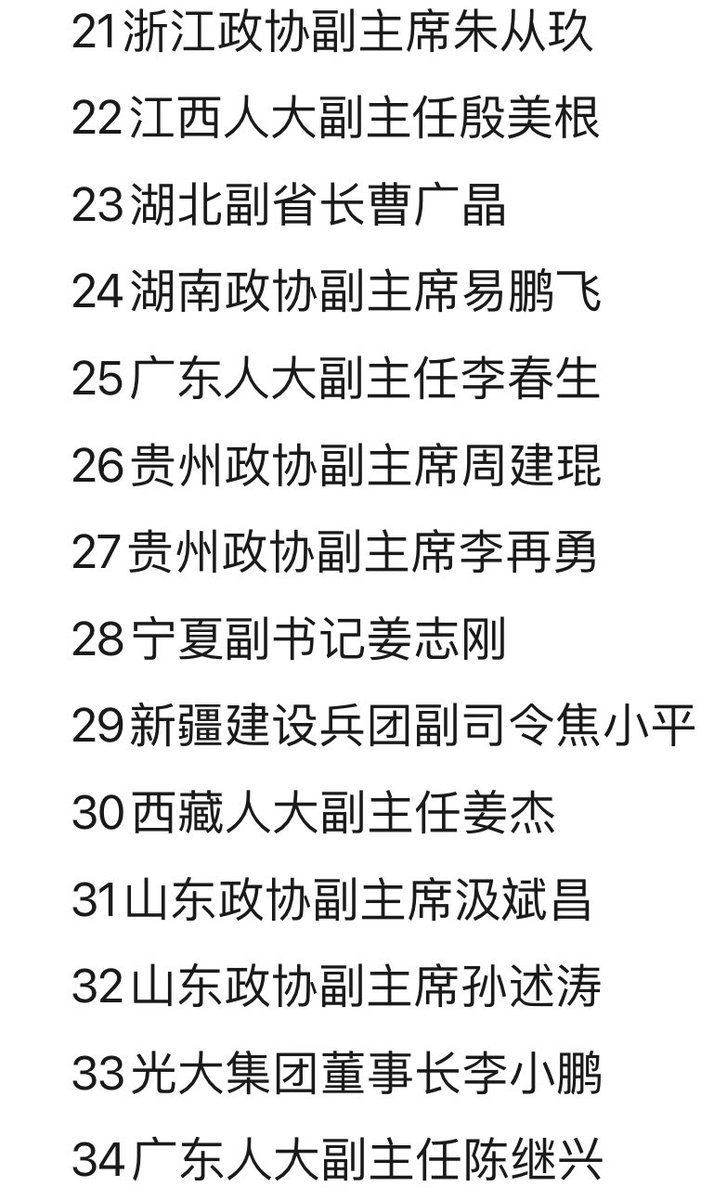 21浙江政协副主席朱从玖
22江西人大副主任殷美根
23湖北副省长曹广晶
24湖南政协副主席易鹏飞
25广东人大副主任李春生
26贵州政协副主席周建琨
27贵州政协副主席李再勇
28宁夏副书记姜志刚
29新疆建设兵团副司令焦小平
30西藏人大副主任姜杰
31山东政协副主席汲斌昌
32山东政协副主席孙述涛
33光大集团董事长李小鹏
34广东人大副主任陈继兴